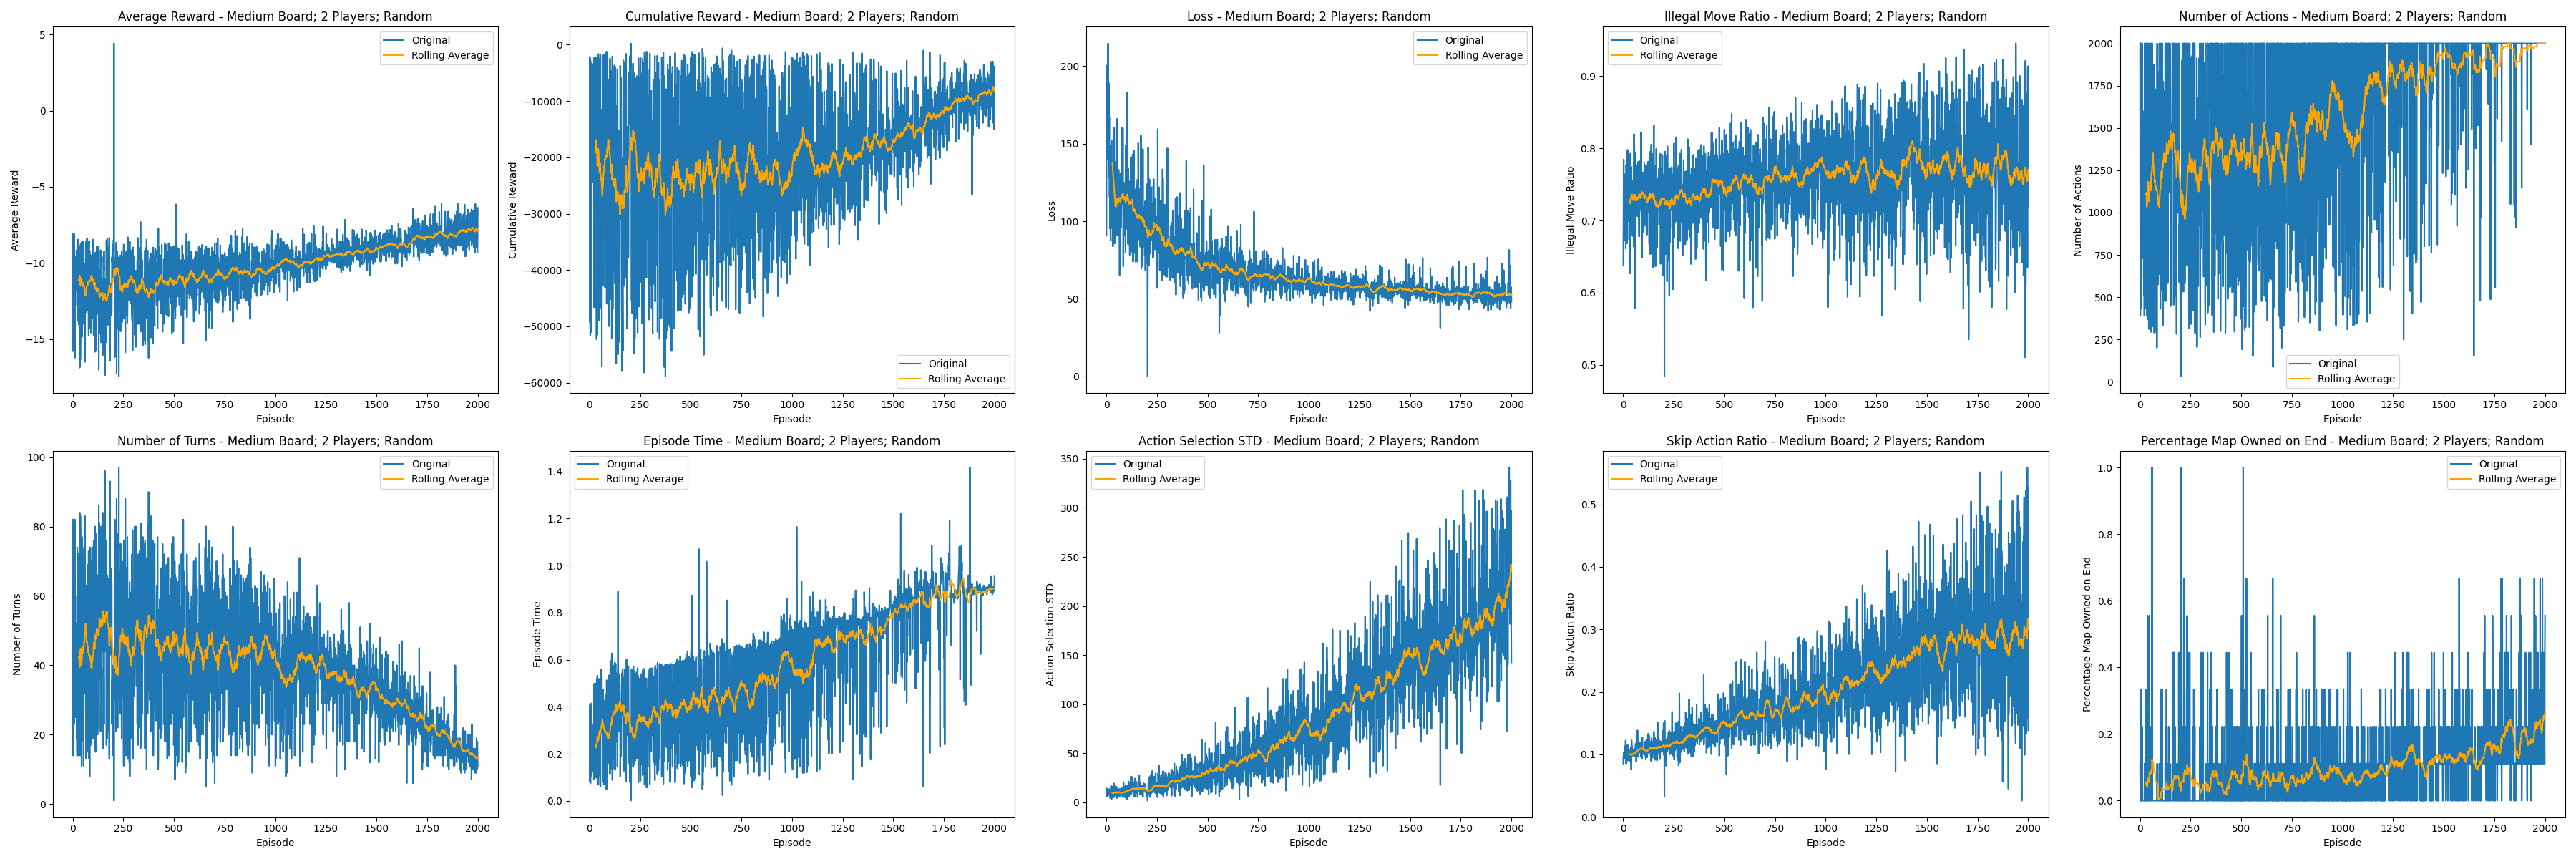 Average Reward - Medium Board; 2 Players; Random
Original
Rolling Average
5
0
−5
−10
−15
Average Reward
0 250 500 750 1000 1250 1500 1750 2000
Episode
Cumulative Reward - Medium Board; 2 Players; Random
0
−10000
−20000
−30000
−40000
−50000
−60000
Cumulative Reward
Original
Rolling Average
0 250 500 750 1000 1250 1500 1750 2000
Episode
Loss - Medium Board; 2 Players; Random
Original
Rolling Average
200
150
100
50
0
Loss
0 250 500 750 1000 1250 1500 1750 2000
Episode
Illegal Move Ratio - Medium Board; 2 Players; Random
Original
Rolling Average
0.9
0.8
0.7
0.6
0.5
Illegal Move Ratio
0 250 500 750 1000 1250 1500 1750 2000
Episode
Number of Actions - Medium Board; 2 Players; Random
2000
1750
1500
1250
1000
750
500
250
0
Number of Actions
Original
Rolling Average
0 250 500 750 1000 1250 1500 1750 2000
Episode
Number of Turns - Medium Board; 2 Players; Random
Original
Rolling Average
100
80
60
40
20
0
Number of Turns
0 250 500 750 1000 1250 1500 1750 2000
Episode
Episode Time - Medium Board; 2 Players; Random
Original
Rolling Average
1.4
1.2
1.0
0.8
0.6
0.4
0.2
0.0
Episode Time
0 250 500 750 1000 1250 1500 1750 2000
Episode
Action Selection STD - Medium Board; 2 Players; Random
Original
Rolling Average
350
300
250
200
150
100
50
0
Action Selection STD
0 250 500 750 1000 1250 1500 1750 2000
Episode
Skip Action Ratio - Medium Board; 2 Players; Random
Original
Rolling Average
0.5
0.4
0.3
0.2
0.1
0.0
Skip Action Ratio
0 250 500 750 1000 1250 1500 1750 2000
Episode
Percentage Map Owned on End - Medium Board; 2 Players; Random
Original
Rolling Average
1.0
0.8
0.6
0.4
0.2
0.0
Percentage Map Owned on End
0 250 500 750 1000 1250 1500 1750 2000
Episode